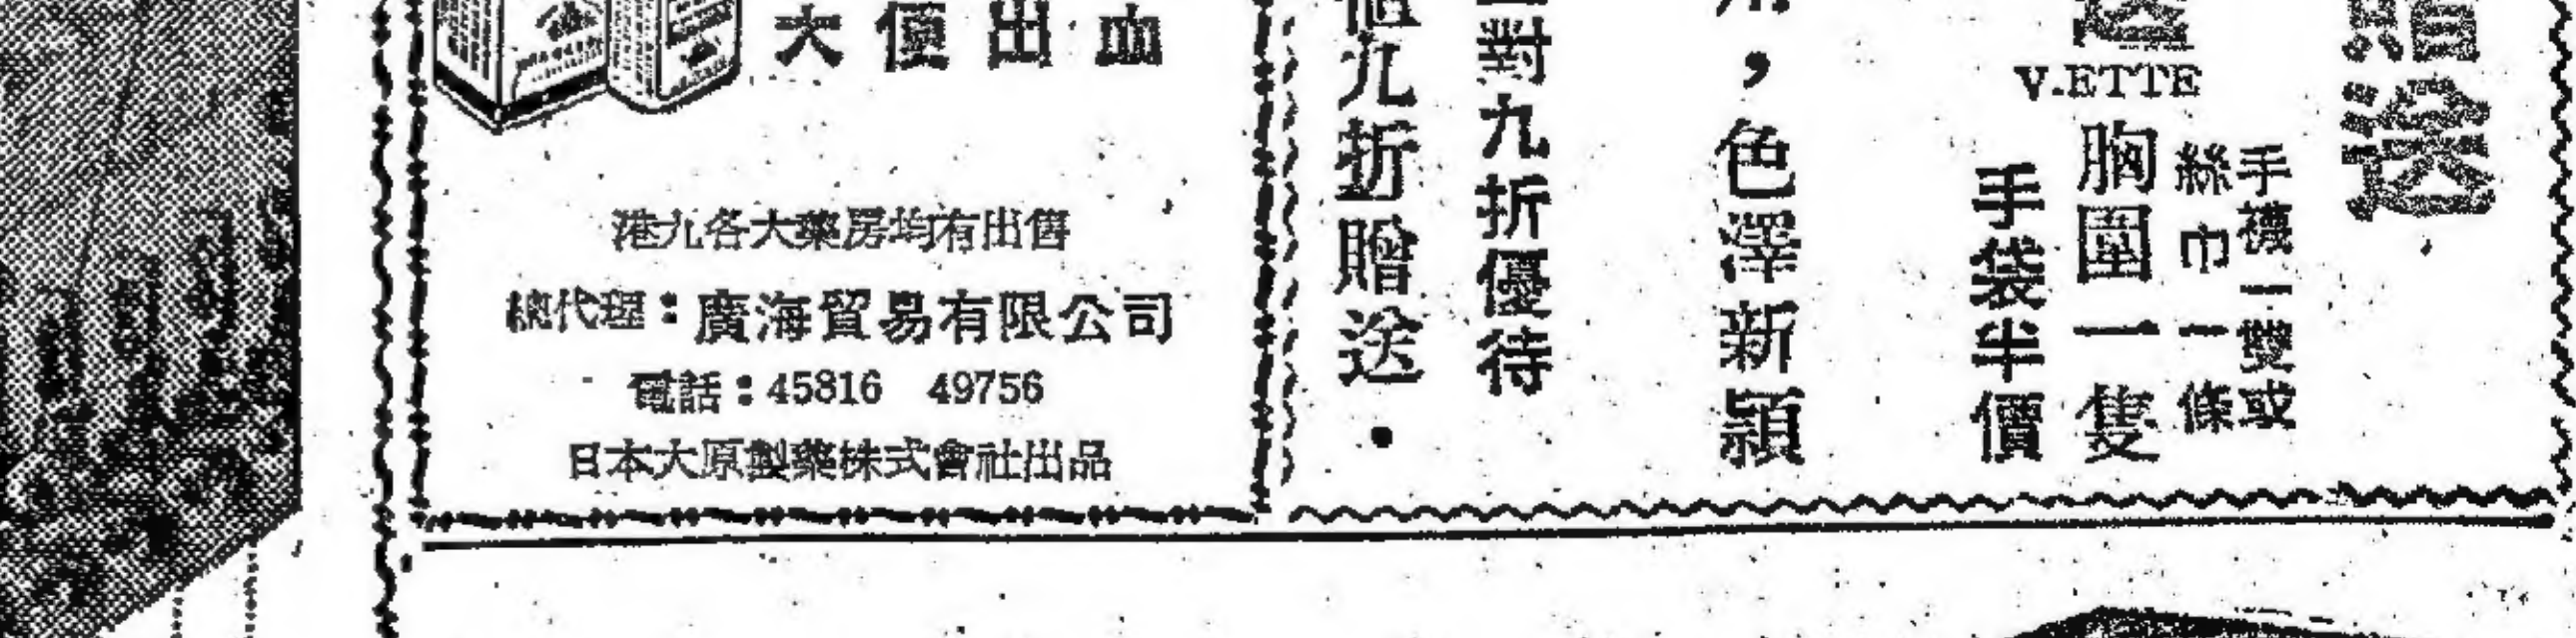 大便出血
港九各大藥房均有出售
總代理：廣海貿易有限公司
電話：45816　49756
日本大原製藥株式會社出品
贈送
手襪一雙或
絲巾一條
送 V.ETTE 胸圍一隻
手袋半價
，色澤新穎
對九折優待
九折贈送．